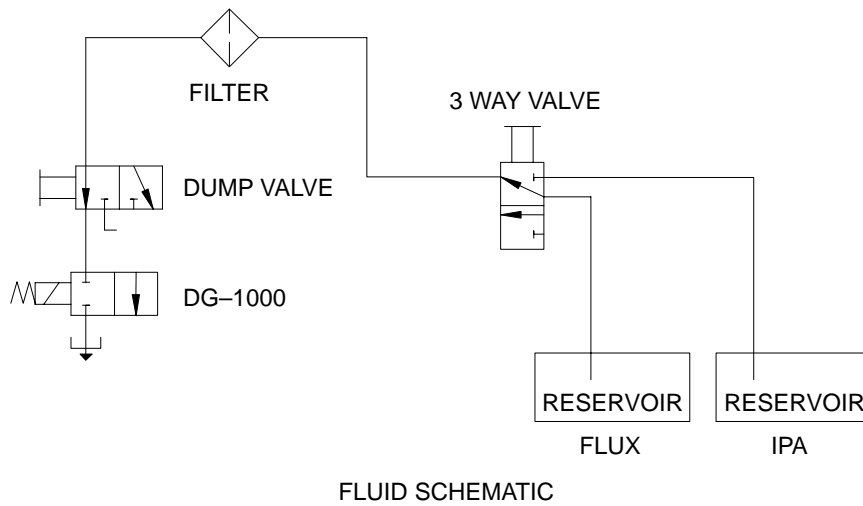 FILTER
3 WAY VALVE
DUMP VALVE
DG–1000
RESERVOIR
RESERVOIR
FLUX
IPA
FLUID SCHEMATIC